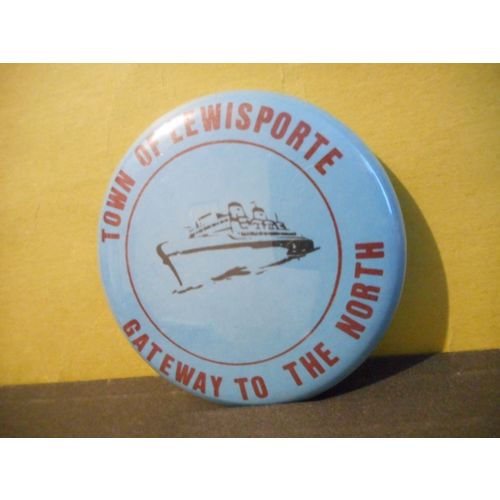 TOWN OF LEWISPORTE
GATEWAY TO THE NORTH